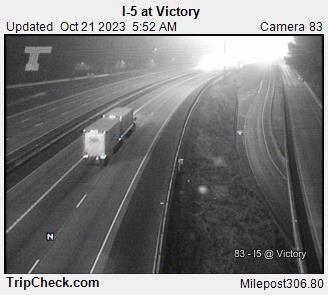 I-5 at Victory
Updated Oct 21 2023 5:52 AM Camera 83
T
N
83 - I5 @ Victory
TripCheck.com Milepost306.80